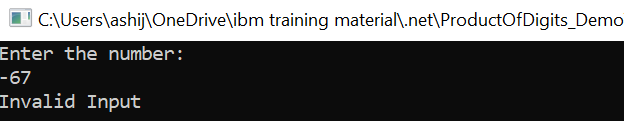 C:\Users\ashij\OneDrive\ibm training material\.net\ProductOfDigits_Demo
Enter the number:
-67
Invalid Input